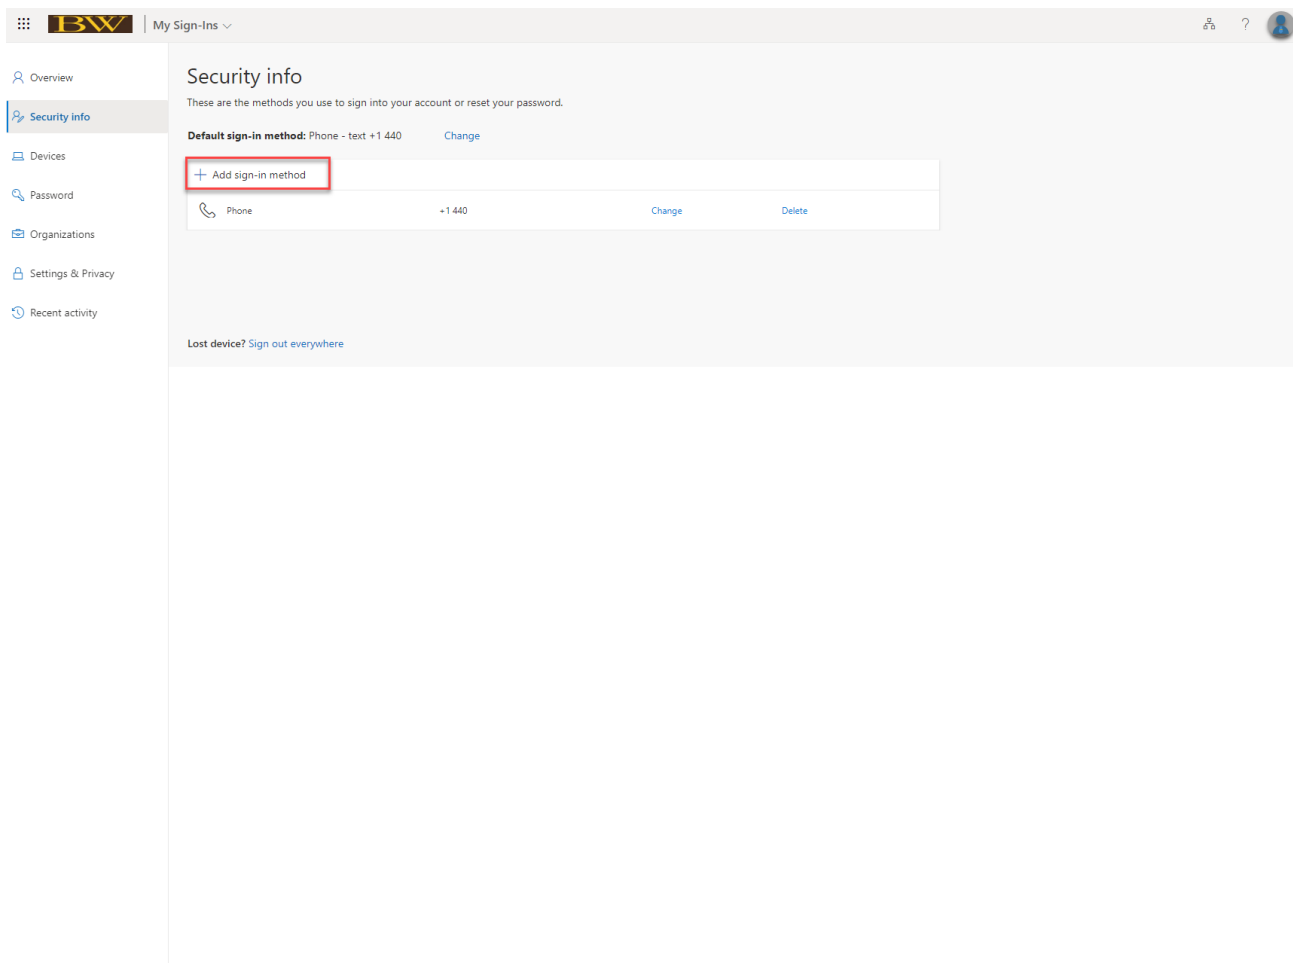 BW My Sign-Ins ?
Overview
Security info
Devices
Password
Organizations
Settings & Privacy
Recent activity
Security info
These are the methods you use to sign into your account or reset your password.
Default sign-in method: Phone - text +1 440 Change
+ Add sign-in method
Phone +1 440 Change Delete
Lost device? Sign out everywhere